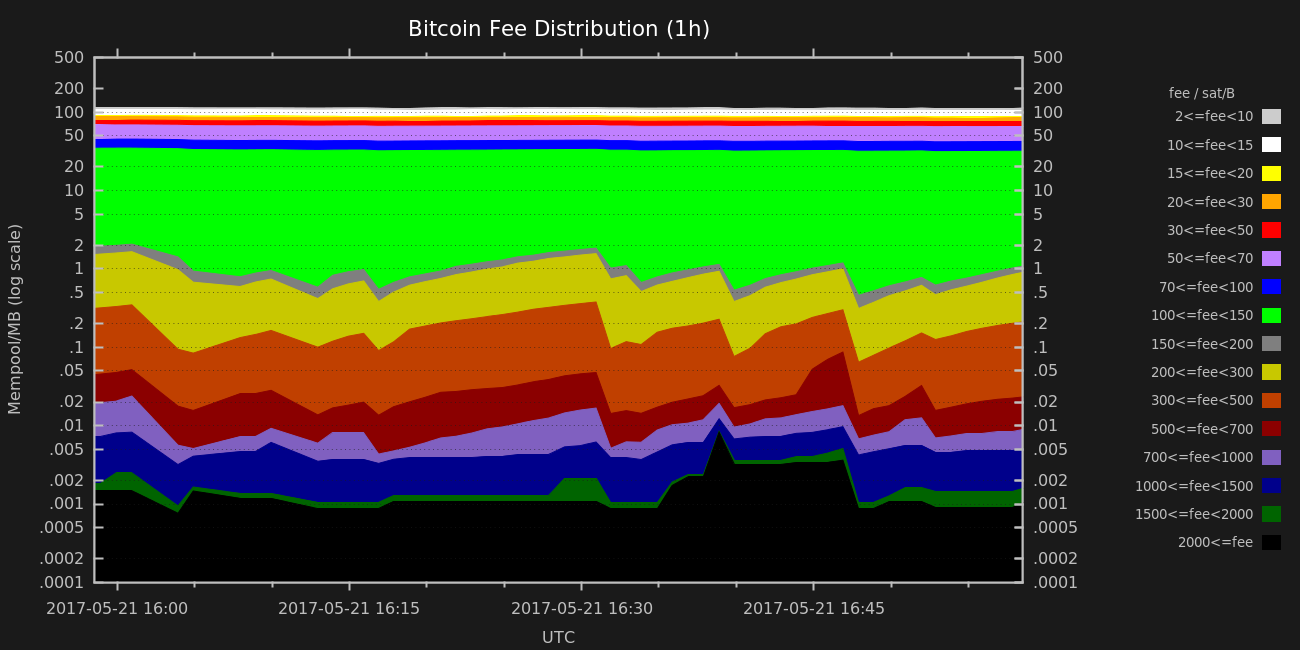 Bitcoin Fee Distribution (1h)
Mempool/MB (log scale)
500
200
100
50
20
10
5
2
1
.5
.2
.1
.05
.02
.01
.005
.002
.001
.0005
.0002
.0001
500
200
100
50
20
10
5
2
1
.5
.2
.1
.05
.02
.01
.005
.002
.001
.0005
.0002
.0001
2017-05-21 16:00
2017-05-21 16:15
2017-05-21 16:30
2017-05-21 16:45
UTC
fee / sat/B
2<=fee<10
10<=fee<15
15<=fee<20
20<=fee<30
30<=fee<50
50<=fee<70
70<=fee<100
100<=fee<150
150<=fee<200
200<=fee<300
300<=fee<500
500<=fee<700
700<=fee<1000
1000<=fee<1500
1500<=fee<2000
2000<=fee